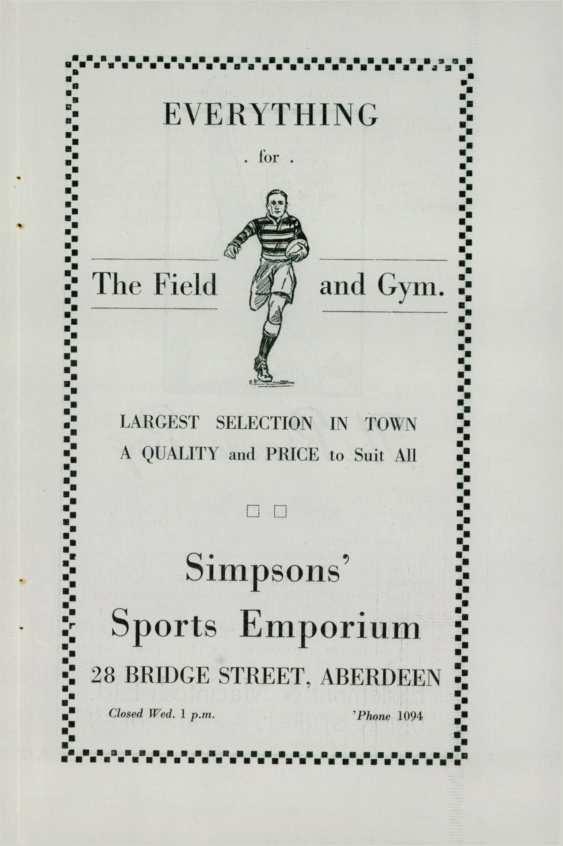 EVERYTHING
. for .
The Field and Gym.
LARGEST SELECTION IN TOWN
A QUALITY and PRICE to Suit All
Simpsons'
Sports Emporium
28 BRIDGE STREET, ABERDEEN
Closed Wed. 1 p.m. 'Phone 1094